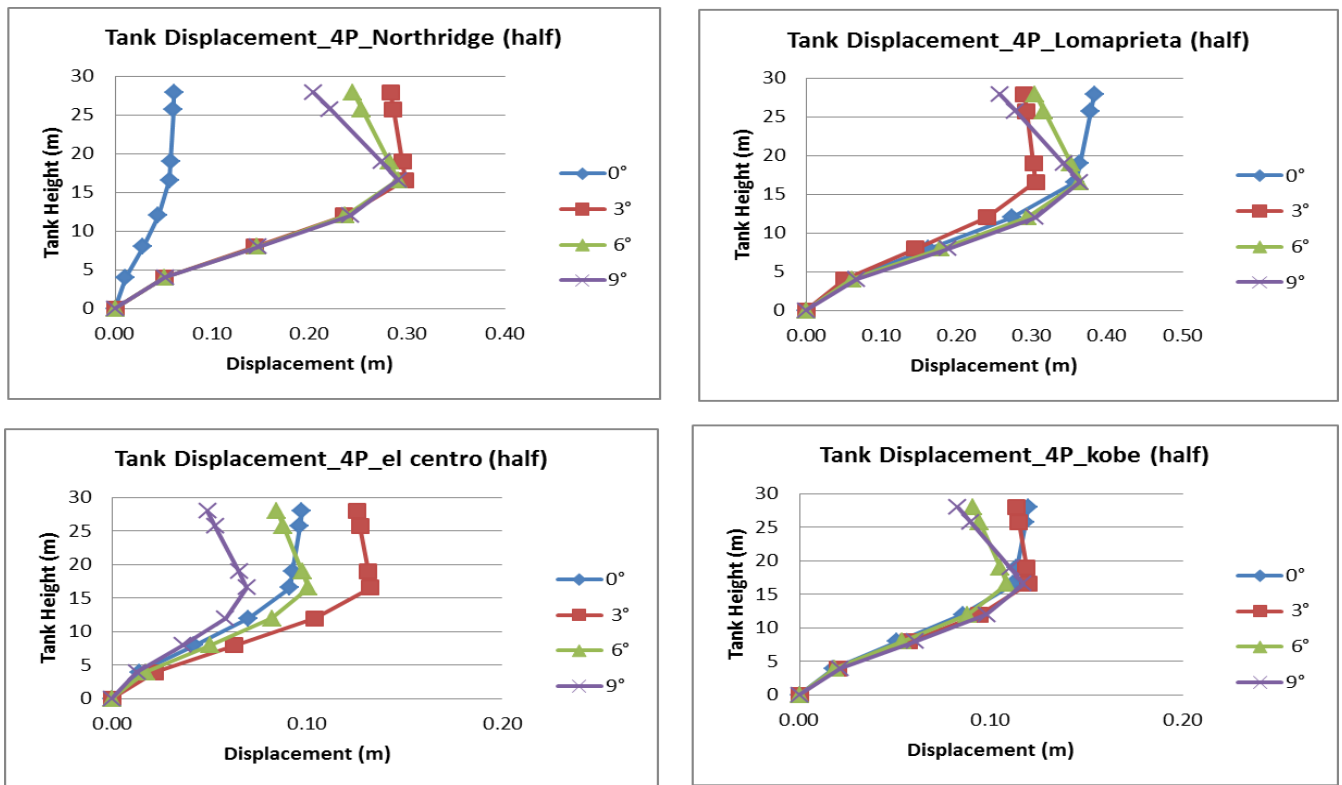 Tank Displacement_4P_Northridge (half)
30
25
20
15
10
5
0
0.00 0.10 0.20 0.30 0.40
Tank Height (m)
Displacement (m)
0°
3°
6°
9°
Tank Displacement_4P_Lomaprieta (half)
30
25
20
15
10
5
0
0.00 0.10 0.20 0.30 0.40 0.50
Tank Height (m)
Displacement (m)
0°
3°
6°
9°
Tank Displacement_4P_el centro (half)
30
25
20
15
10
5
0
0.00 0.10 0.20
Tank Height (m)
Displacement (m)
0°
3°
6°
9°
Tank Displacement_4P_kobe (half)
30
25
20
15
10
5
0
0.00 0.10 0.20
Tank Height (m)
Displacement (m)
0°
3°
6°
9°